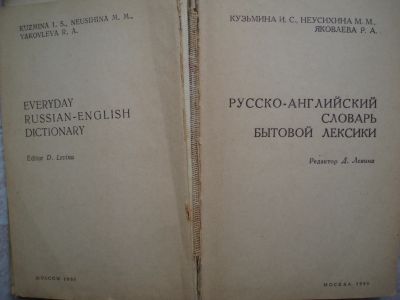 KUZMINA I. S., NEUSIHINA M. M.,
YAKOVLEVA R. A.
EVERYDAY
RUSSIAN-ENGLISH
DICTIONARY
Editor D. Levina
MOSCOW
КУЗЬМИНА И. С., НЕУСИХИНА М. М.,
ЯКОВЛЕВА Р. А.
РУССКО-АНГЛИЙСКИЙ
СЛОВАРЬ
БЫТОВОЙ ЛЕКСИКИ
Редактор Д. Левина
МОСКВА